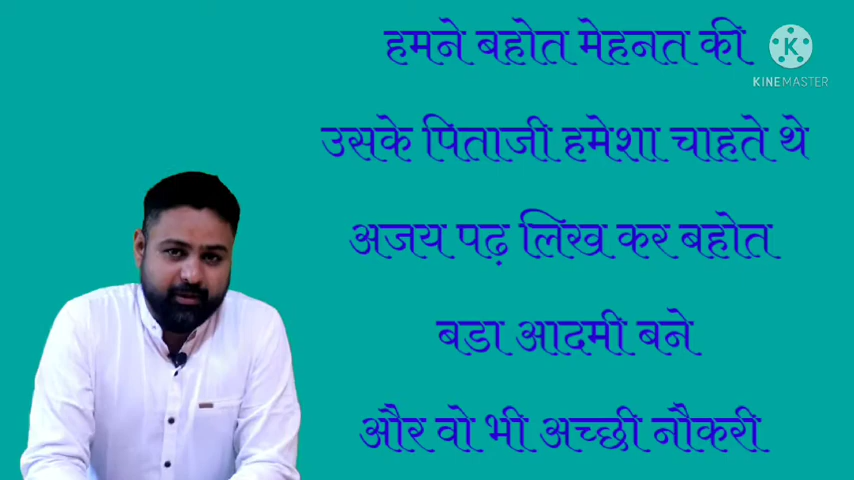 हमने बहोत मेहनत की
K
KINEMASTER
उसके पिताजी हमेशा चाहते थे
अजय पढ़ लिख कर बहोत
बडा आदमी बने
और वो भी अच्छी नौकरी